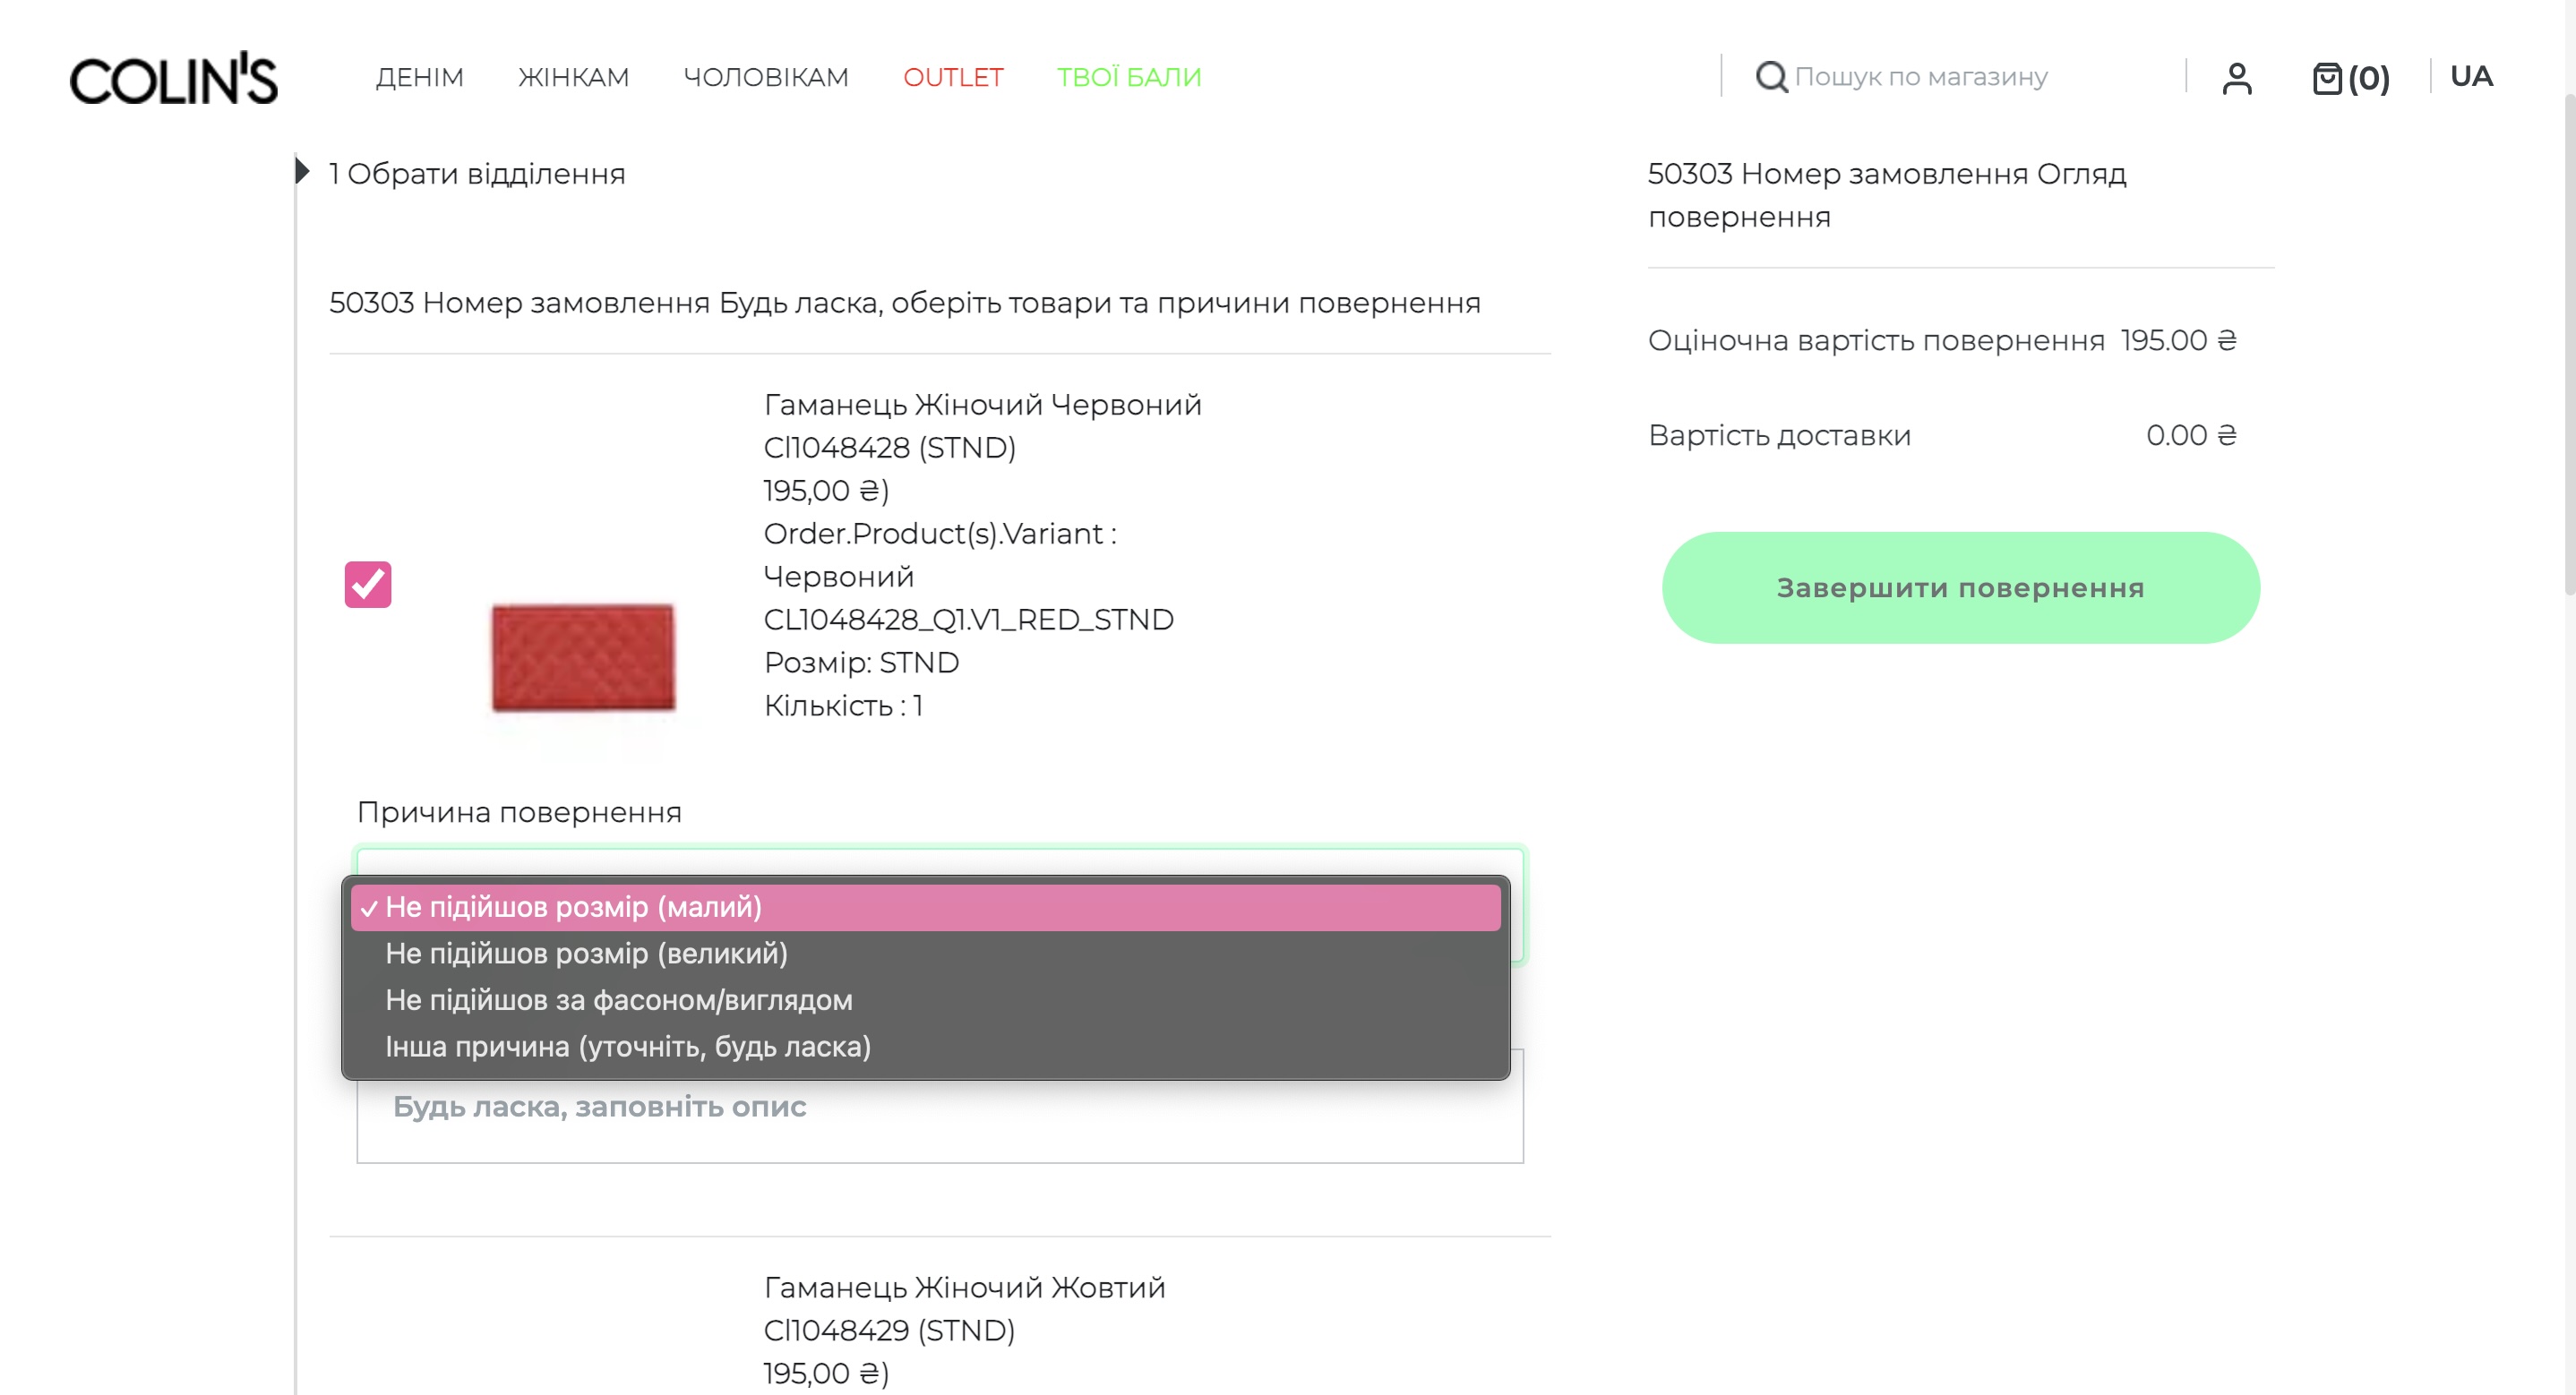 COLIN'S
ДЕНІМ
ЖІНКАМ
ЧОЛОВІКАМ
OUTLET
ТВОЇ БАЛИ
Пошук по магазину
(0)
UA
1 Обрати відділення
50303 Номер замовлення Будь ласка, оберіть товари та причини повернення
Гаманець Жіночий Червоний
Cl1048428 (STND)
195,00 ₴)
Order.Product(s).Variant :
Червоний
CL1048428_Q1.V1_RED_STND
Розмір: STND
Кількість : 1
Причина повернення
Не підійшов розмір (малий)
Не підійшов розмір (великий)
Не підійшов за фасоном/виглядом
Інша причина (уточніть, будь ласка)
Будь ласка, заповніть опис
Гаманець Жіночий Жовтий
Cl1048429 (STND)
195,00 ₴)
50303 Номер замовлення Огляд
повернення
Оціночна вартість повернення 195.00 ₴
Вартість доставки 0.00 ₴
Завершити повернення